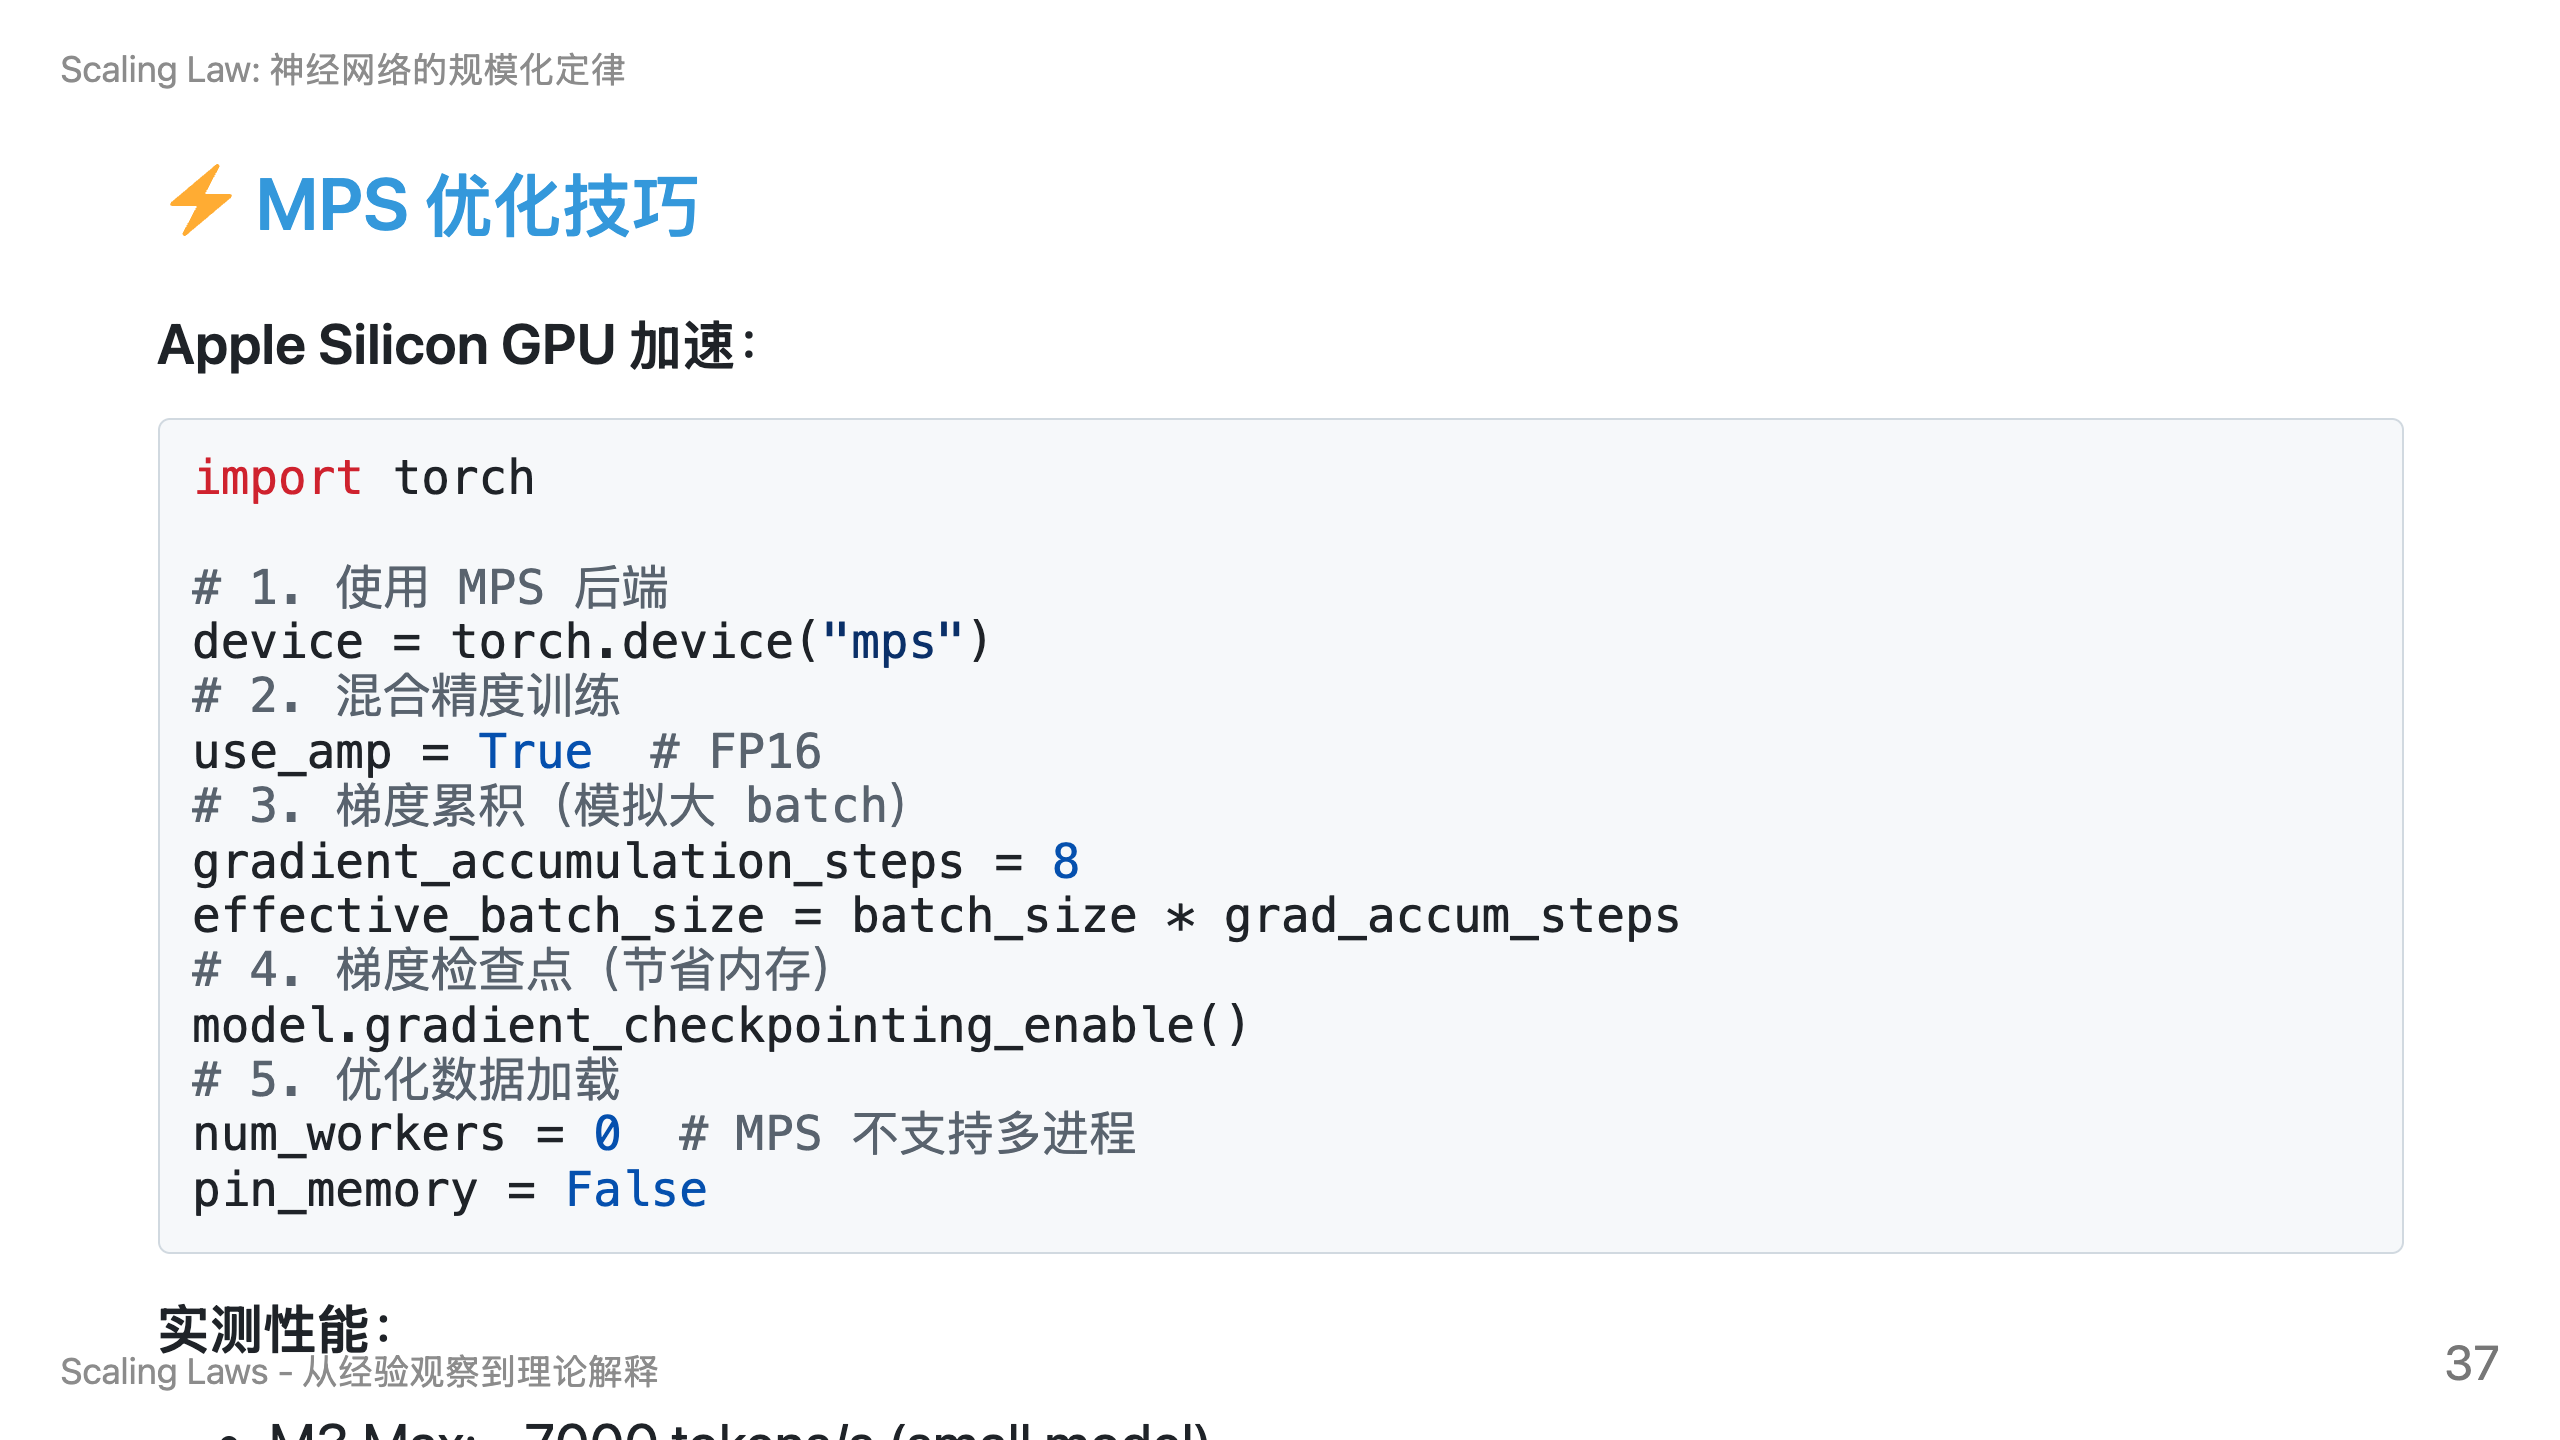 Scaling Law: 神经网络的规模化定律
⚡ MPS 优化技巧
Apple Silicon GPU 加速：
import torch
# 1. 使用 MPS 后端
device = torch.device("mps")
# 2. 混合精度训练
use_amp = True  # FP16
# 3. 梯度累积（模拟大 batch）
gradient_accumulation_steps = 8
effective_batch_size = batch_size * grad_accum_steps
# 4. 梯度检查点（节省内存）
model.gradient_checkpointing_enable()
# 5. 优化数据加载
num_workers = 0  # MPS 不支持多进程
pin_memory = False
实测性能：
Scaling Laws - 从经验观察到理论解释
37
Max: 7000 tokens/s (small model)